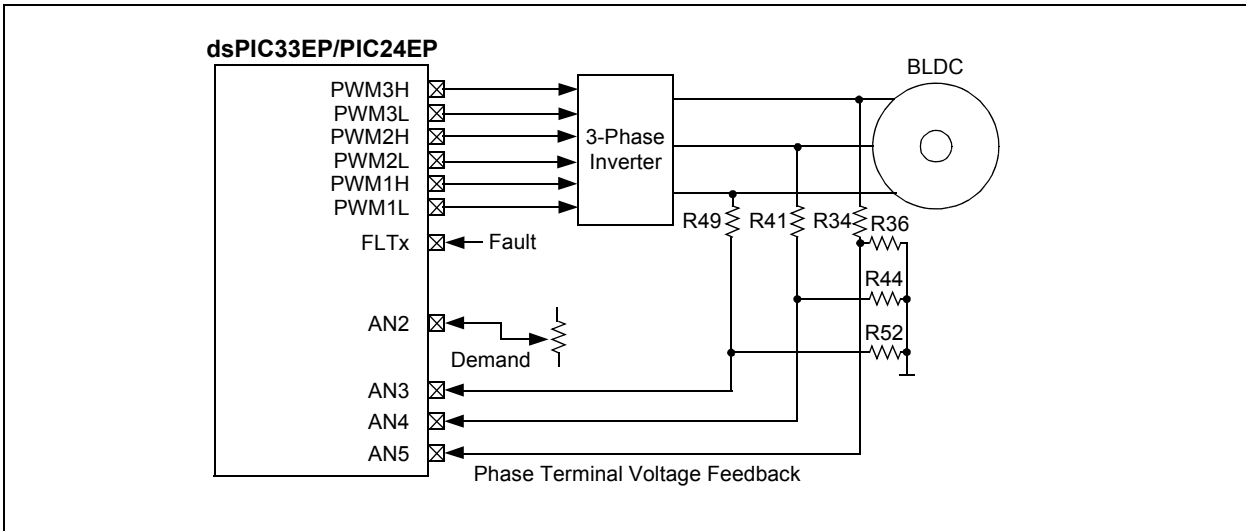 dsPIC33EP/PIC24EP
BLDC
PWM3H
PWM3L
PWM2H
PWM2L
PWM1H
PWM1L
3-Phase
Inverter
R49
R41
R34
R36
FLTx
Fault
R44
AN2
R52
Demand
AN3
AN4
AN5
Phase Terminal Voltage Feedback